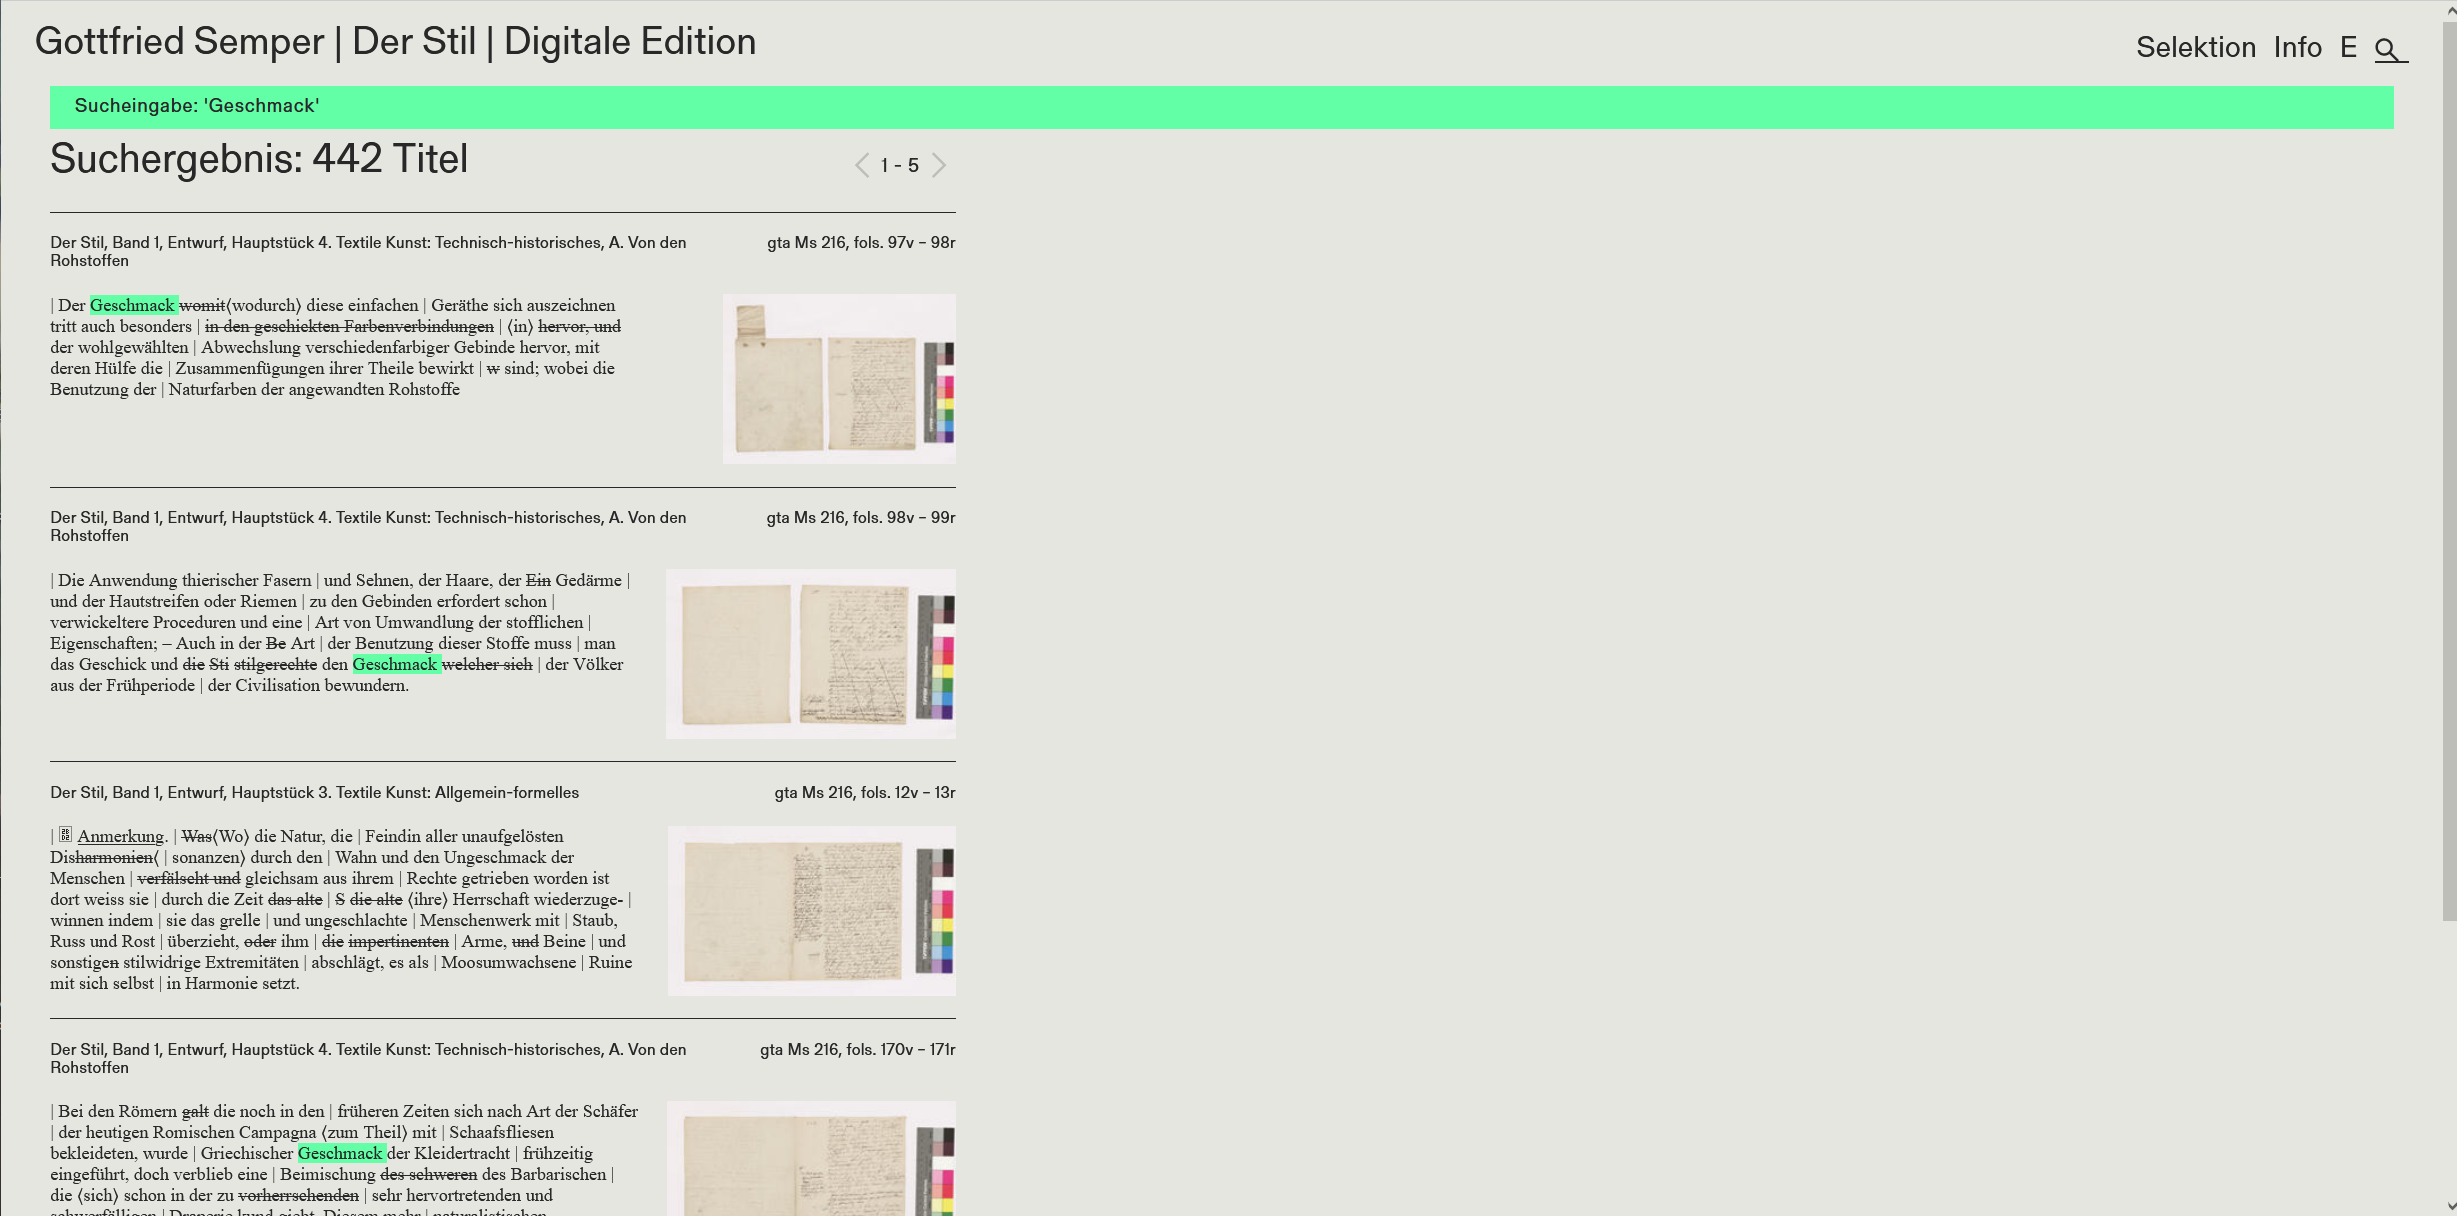 Gottfried Semper | Der Stil | Digitale Edition
Selektion Info E
Sucheingabe: 'Geschmack'
Suchergebnis: 442 Titel
1 - 5
Der Stil, Band 1, Entwurf, Hauptstück 4. Textile Kunst: Technisch-historisches, A. Von den
Rohstoffen
gta Ms 216, fols. 97v – 98r
| Der Geschmack womit⟨wodurch⟩ diese einfachen | Geräthe sich auszeichnen
tritt auch besonders | in den geschickten Farbenverbindungen | ⟨in⟩ hervor, und
der wohlgewählten | Abwechslung verschiedenfarbiger Gebinde hervor, mit
deren Hülfe die | Zusammenfügungen ihrer Theile bewirkt | w sind; wobei die
Benutzung der | Naturfarben der angewandten Rohstoffe
Der Stil, Band 1, Entwurf, Hauptstück 4. Textile Kunst: Technisch-historisches, A. Von den
Rohstoffen
gta Ms 216, fols. 98v – 99r
| Die Anwendung thierischer Fasern | und Sehnen, der Haare, der Ein Gedärme |
und der Hautstreifen oder Riemen | zu den Gebinden erfordert schon |
verwickeltere Proceduren und eine | Art von Umwandlung der stofflichen |
Eigenschaften; – Auch in der Be Art | der Benutzung dieser Stoffe muss | man
das Geschick und die Sti stilgerechte den Geschmack welcher sich | der Völker
aus der Frühperiode | der Civilisation bewundern.
Der Stil, Band 1, Entwurf, Hauptstück 3. Textile Kunst: Allgemein-formelles
gta Ms 216, fols. 12v – 13r
| Anmerkung. | Was⟨Wo⟩ die Natur, die | Feindin aller unaufgelösten
Disharmonien⟨ | sonanzen⟩ durch den | Wahn und den Ungeschmack der
Menschen | verfälscht und gleichsam aus ihrem | Rechte getrieben worden ist
dort weiss sie | durch die Zeit das alte | S die alte ⟨ihre⟩ Herrschaft wiederzuge- |
winnen indem | sie das grelle | und ungeschlachte | Menschenwerk mit | Staub,
Russ und Rost | überzieht, oder ihm | die impertinenten | Arme, und Beine | und
sonstigen stilwidrige Extremitäten | abschlägt, es als | Moosumwachsene | Ruine
mit sich selbst | in Harmonie setzt.
Der Stil, Band 1, Entwurf, Hauptstück 4. Textile Kunst: Technisch-historisches, A. Von den
Rohstoffen
gta Ms 216, fols. 170v – 171r
| Bei den Römern galt die noch in den | früheren Zeiten sich nach Art der Schäfer
| der heutigen Romischen Campagna ⟨zum Theil⟩ mit | Schaafsfliesen
bekleideten, wurde | Griechischer Geschmack der Kleidertracht | frühzeitig
eingeführt, doch verblieb eine | Beimischung des schweren des Barbarischen |
die ⟨sich⟩ schon in der zu vorherrschenden | sehr hervortretenden und
schwerfälligen | Draperie kund giebt. Diesem mehr | naturalistischen